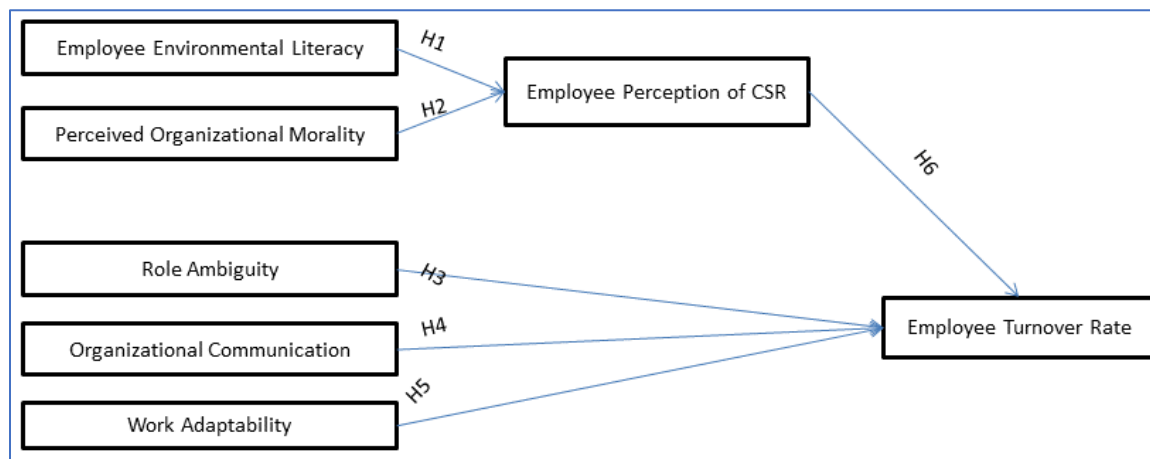 Employee Environmental Literacy
H1
Employee Perception of CSR
H2
Perceived Organizational Morality
H6
Role Ambiguity
H3
Employee Turnover Rate
H4
Organizational Communication
H5
Work Adaptability